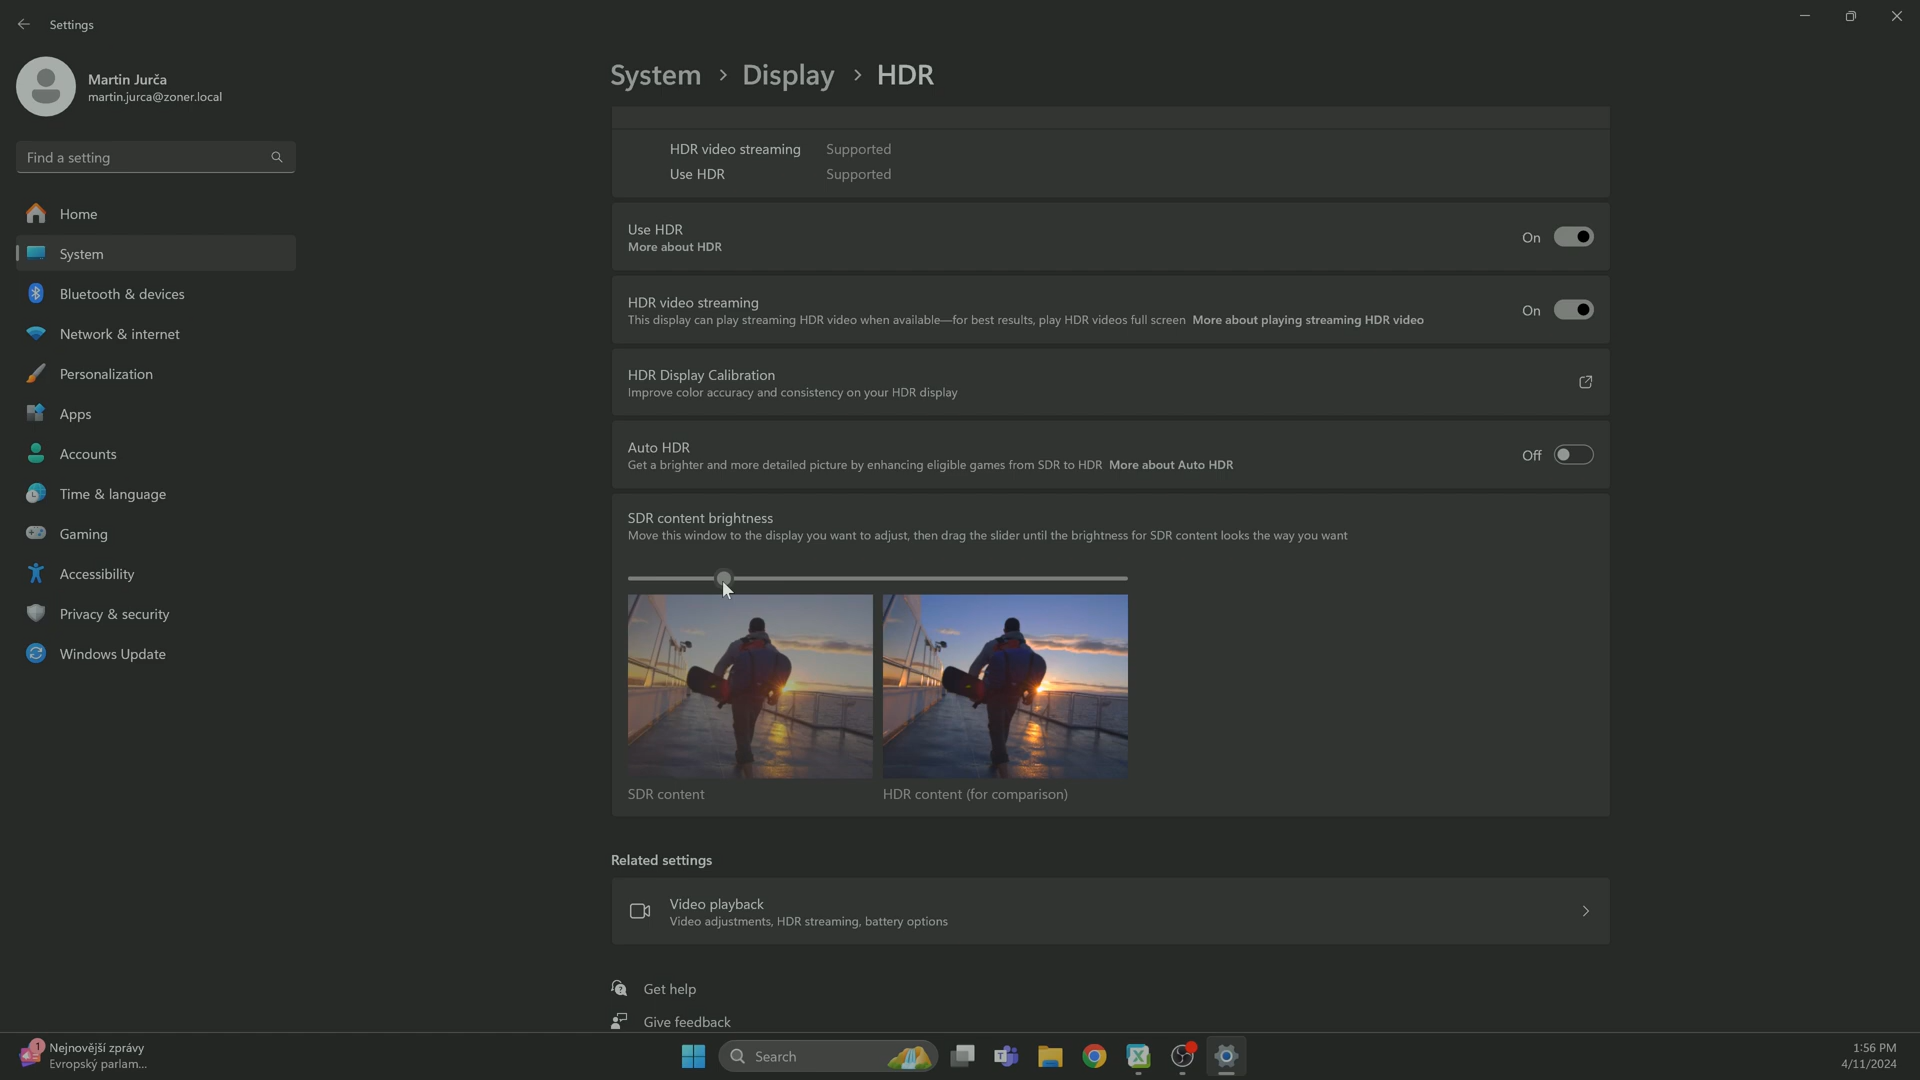 Settings
Martin Jurča
martin.jurca@zoner.local
Find a setting
Home
System
Bluetooth & devices
Network & internet
Personalization
Apps
Accounts
Time & language
Gaming
Accessibility
Privacy & security
Windows Update
System > Display > HDR
HDR video streaming Supported
Use HDR Supported
Use HDR
More about HDR
On
HDR video streaming
This display can play streaming HDR video when available—for best results, play HDR videos full screen More about playing streaming HDR video
On
HDR Display Calibration
Improve color accuracy and consistency on your HDR display
Auto HDR
Get a brighter and more detailed picture by enhancing eligible games from SDR to HDR More about Auto HDR
Off
SDR content brightness
Move this window to the display you want to adjust, then drag the slider until the brightness for SDR content looks the way you want
SDR content
HDR content (for comparison)
Related settings
Video playback
Video adjustments, HDR streaming, battery options
Get help
Give feedback
1
Nejnovější zprávy
Evropský parlam...
Search
1:56 PM
4/11/2024